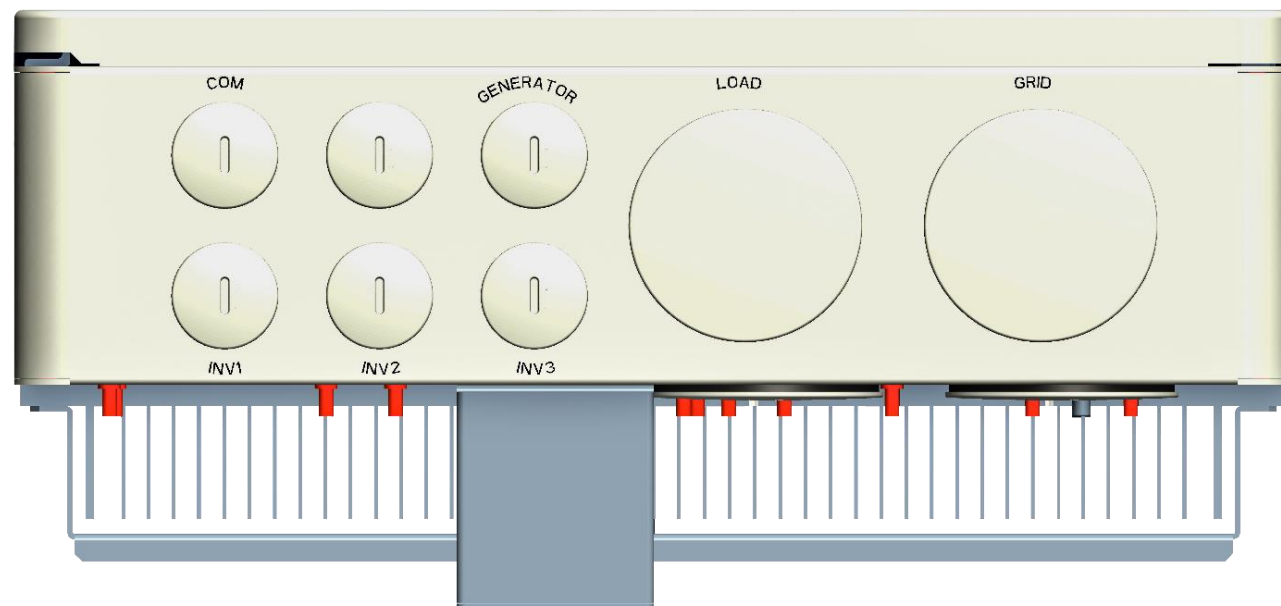 COM
GENERATOR
LOAD
GRID
INV1
INV2
INV3